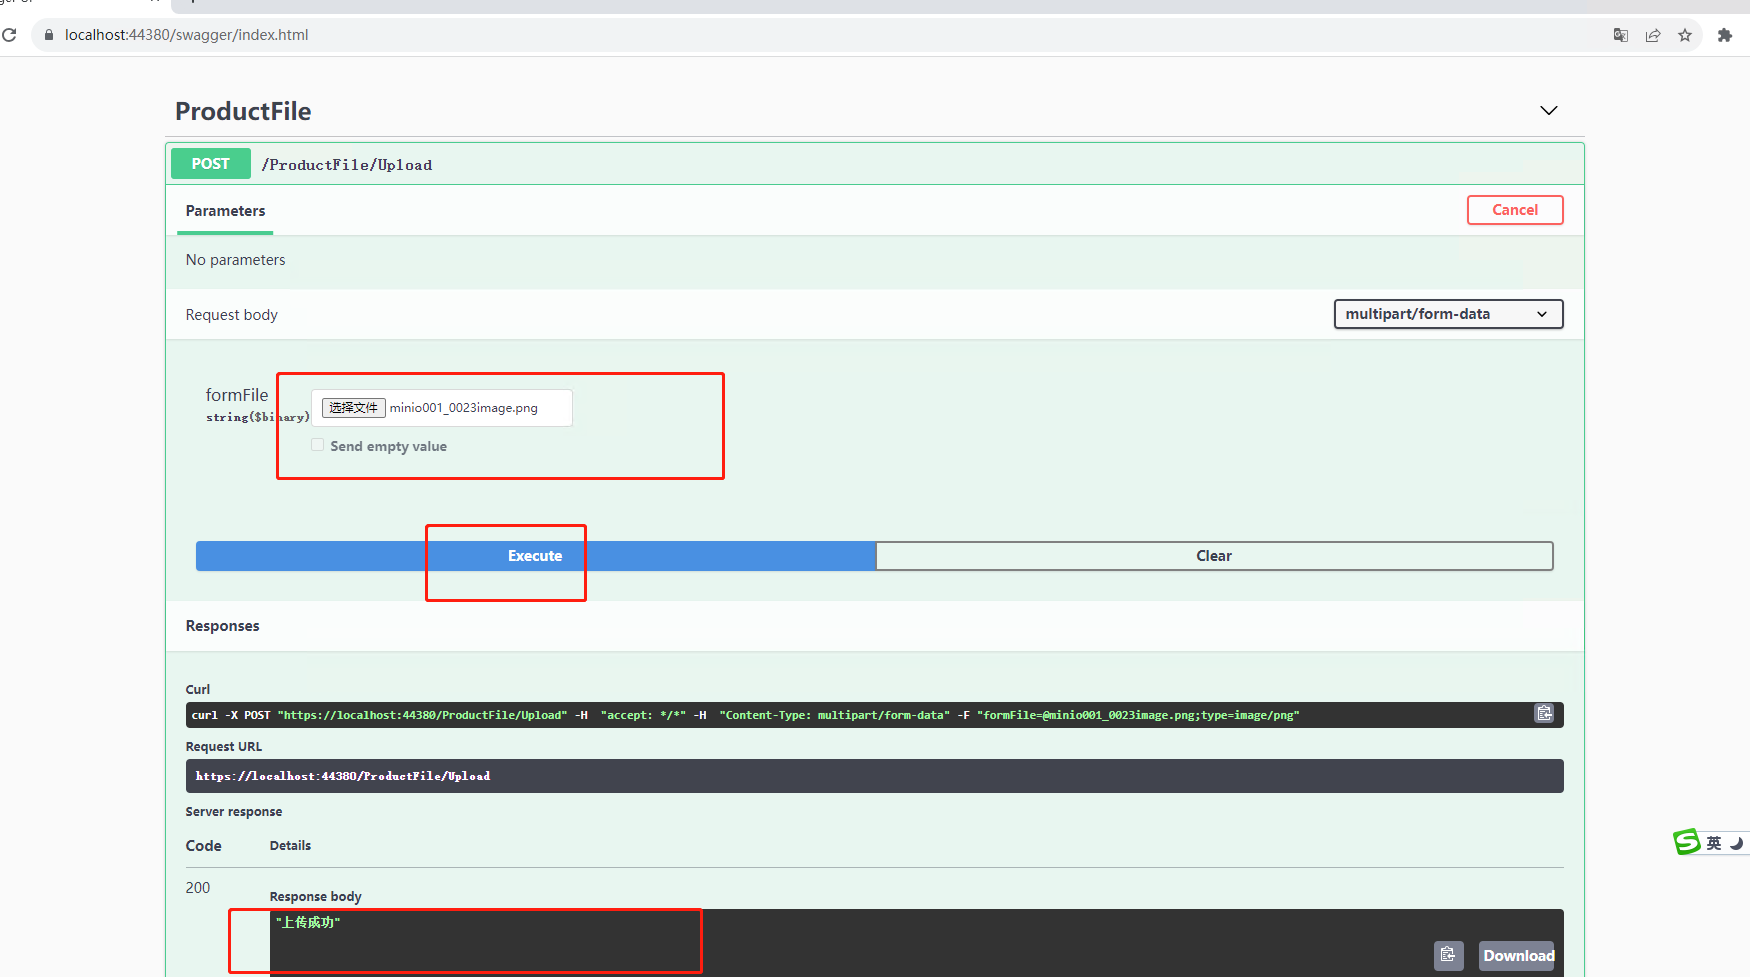 localhost:44380/swagger/index.html
ProductFile
POST /ProductFile/Upload
Parameters
Cancel
No parameters
Request body
multipart/form-data
formFile
string($binary)
选择文件 minio001_0023image.png
Send empty value
Execute
Clear
Responses
Curl
curl -X POST "https://localhost:44380/ProductFile/Upload" -H  "accept: */*" -H  "Content-Type: multipart/form-data" -F "formFile=@minio001_0023image.png;type=image/png"
Request URL
https://localhost:44380/ProductFile/Upload
Server response
Code
Details
200
Response body
"上传成功"
Download
英